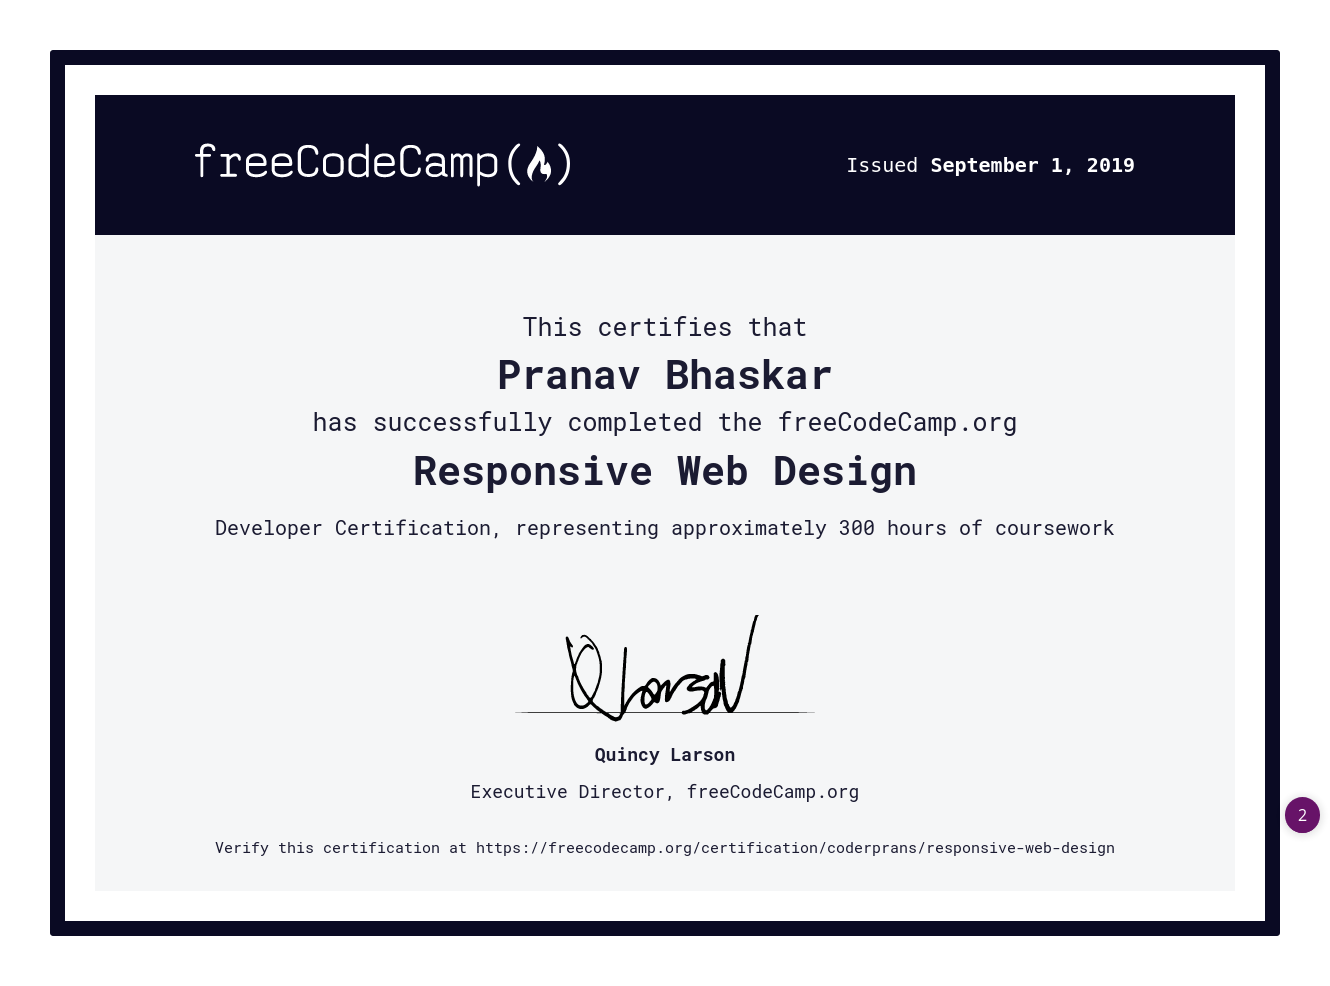 freeCodeCamp(🔥)
Issued September 1, 2019
This certifies that
Pranav Bhaskar
has successfully completed the freeCodeCamp.org
Responsive Web Design
Developer Certification, representing approximately 300 hours of coursework
Q Larson
Quincy Larson
Executive Director, freeCodeCamp.org
2
Verify this certification at https://freecodecamp.org/certification/coderprans/responsive-web-design